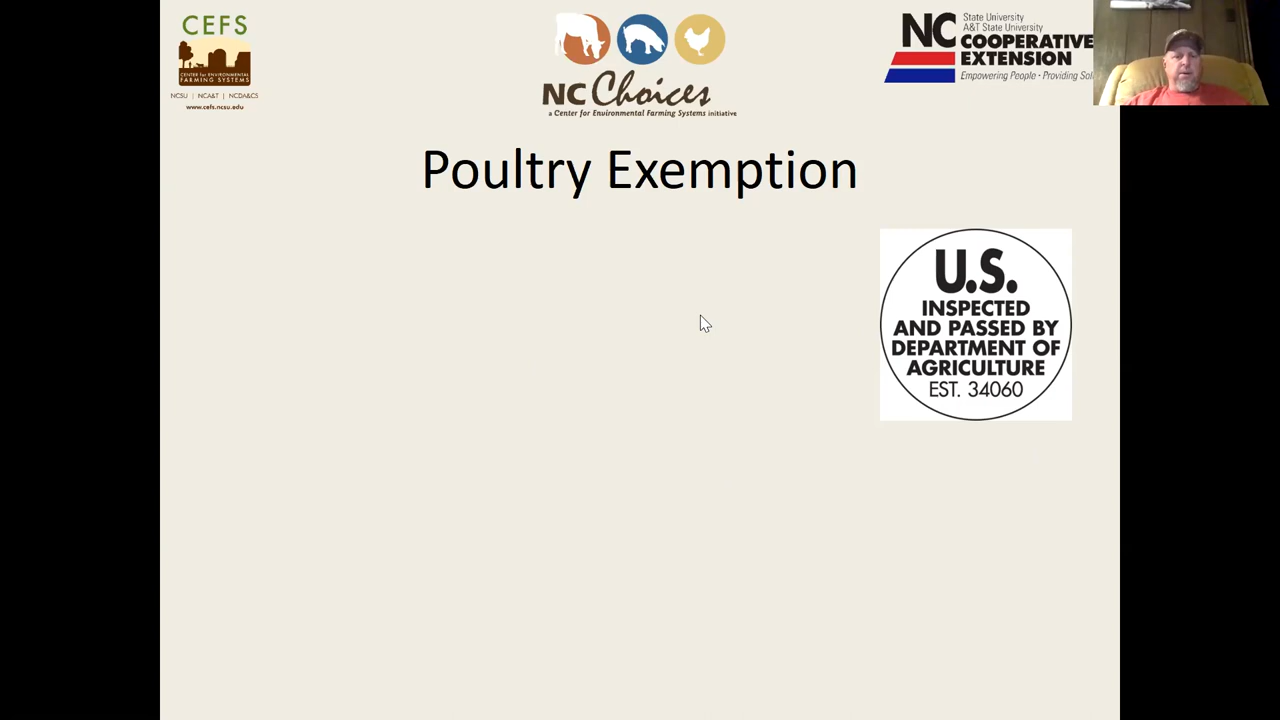 CEFS
CENTER for ENVIRONMENTAL
FARMING SYSTEMS
NCSU | NCA&T | NCDA&CS
www.cefs.ncsu.edu
NC Choices
a Center for Environmental Farming Systems initiative
NC State University
A&T State University
COOPERATIVE
EXTENSION
Empowering People • Providing Sol
Poultry Exemption
U.S.
INSPECTED
AND PASSED BY
DEPARTMENT OF
AGRICULTURE
EST. 34060